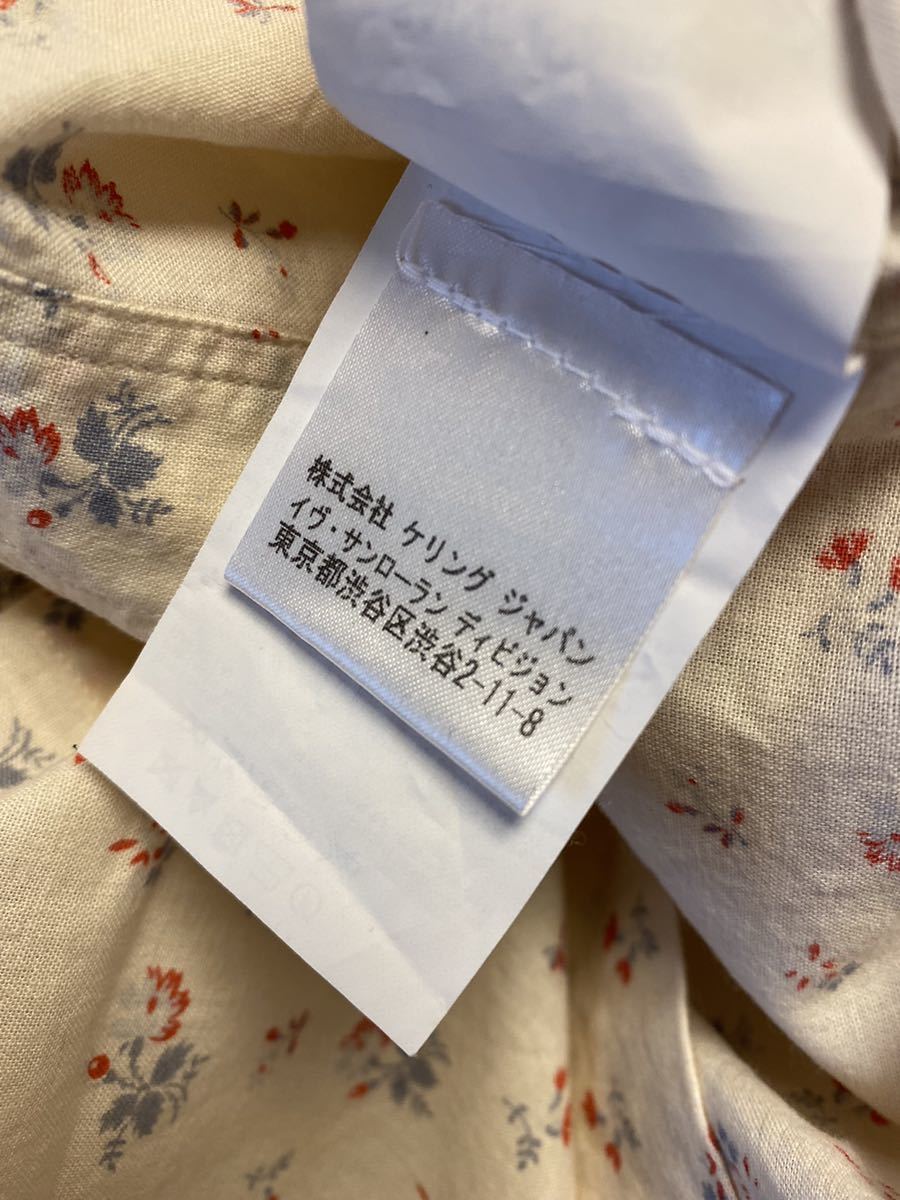 株式会社 ケリング ジャパン
イヴ・サンローラン ディビジョン
東京都渋谷区渋谷2-11-8